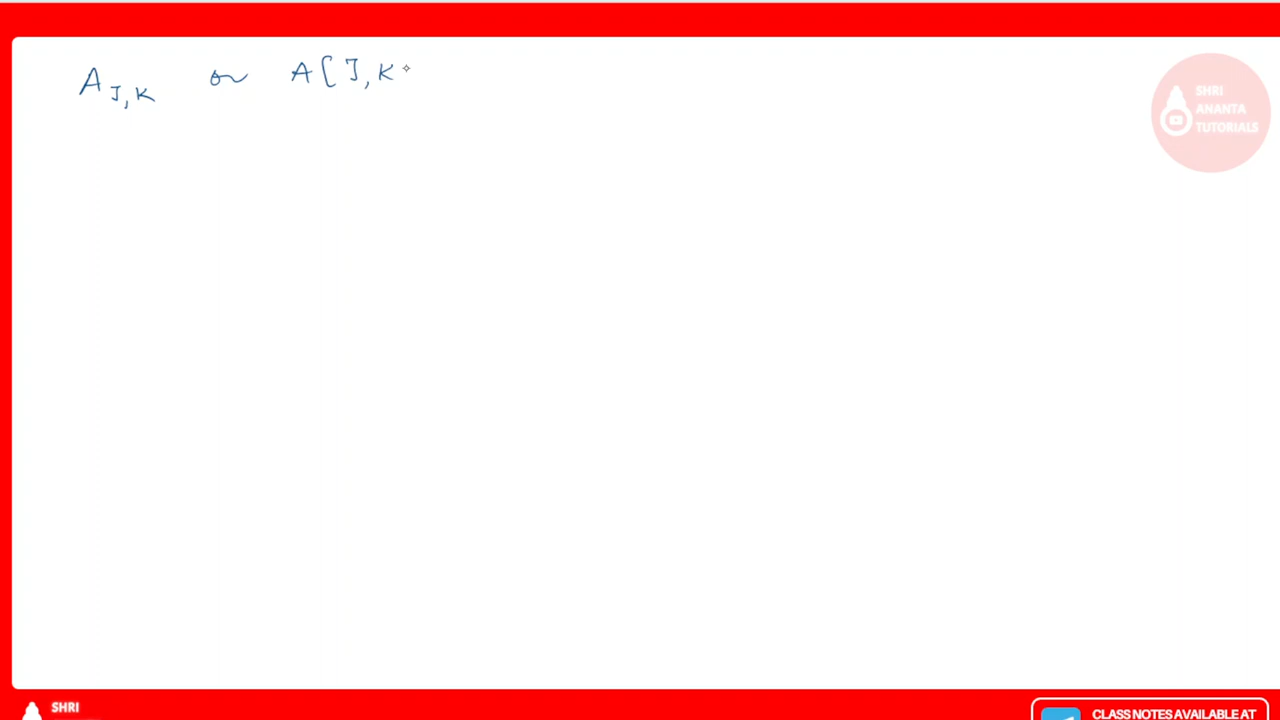 A J,K or A[J,K
SHRI
ANANTA
TUTORIALS
SHRI
CLASS NOTES AVAILABLE AT